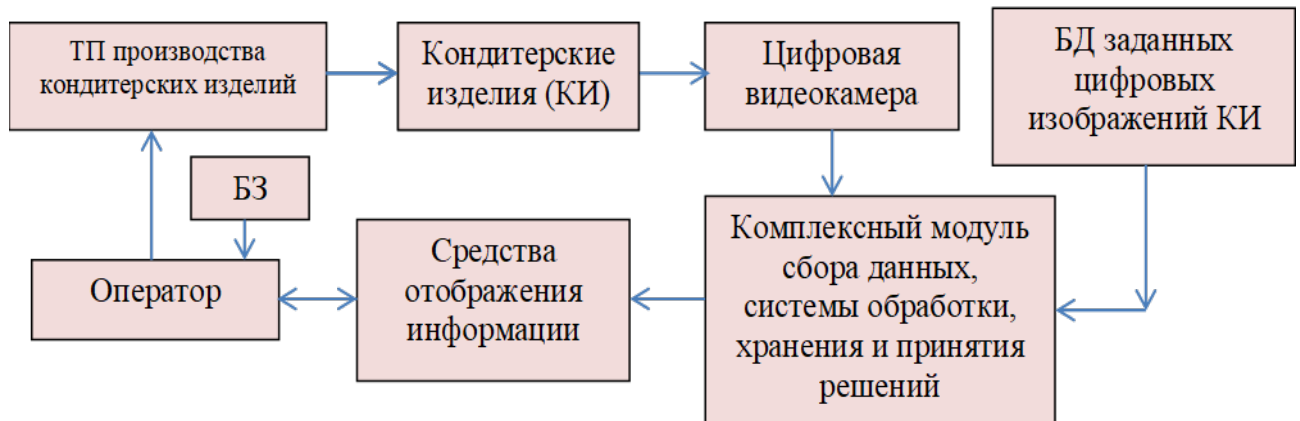 ТП производства
кондитерских изделий
Кондитерские
изделия (КИ)
Цифровая
видеокамера
БД заданных
цифровых
изображений КИ
БЗ
Оператор
Средства
отображения
информации
Комплексный модуль
сбора данных,
системы обработки,
хранения и принятия
решений